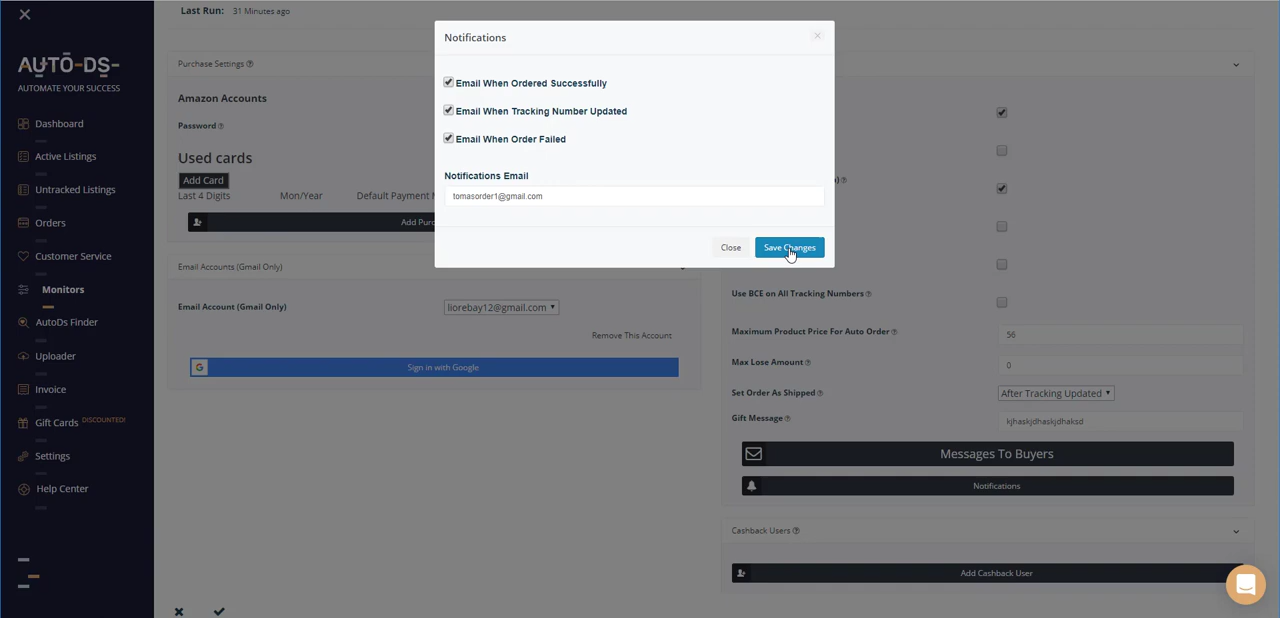 AUTO-DS-
AUTOMATE YOUR SUCCESS
Dashboard
Active Listings
Untracked Listings
Orders
Customer Service
Monitors
AutoDs Finder
Uploader
Invoice
Gift Cards DISCOUNTED!
Settings
Help Center
Last Run: 31 Minutes ago
Purchase Settings
Amazon Accounts
Password
Used cards
Add Card
Last 4 Digits Mon/Year Default Payment
Add
Email Accounts (Gmail Only)
Email Account (Gmail Only) liorebay12@gmail.com
Remove This Account
G Sign in with Google
Notifications
Email When Ordered Successfully
Email When Tracking Number Updated
Email When Order Failed
Notifications Email
tomasorder1@gmail.com
Close Save Changes
Use BCE on All Tracking Numbers
Maximum Product Price For Auto Order 56
Max Lose Amount 0
Set Order As Shipped After Tracking Updated
Gift Message kjhaskjdhaskjdhaksd
Messages To Buyers
Notifications
Cashback Users
Add Cashback User